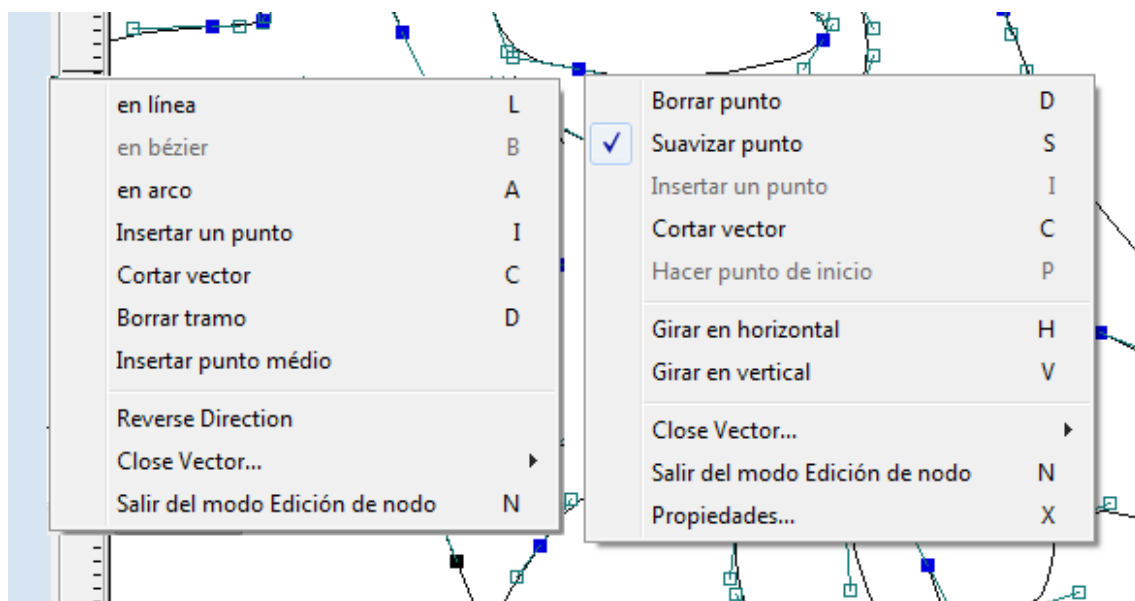 en línea L
en bézier B
en arco A
Insertar un punto I
Cortar vector C
Borrar tramo D
Insertar punto médio
Reverse Direction
Close Vector...
Salir del modo Edición de nodo N
Borrar punto D
Suavizar punto S
Insertar un punto I
Cortar vector C
Hacer punto de inicio P
Girar en horizontal H
Girar en vertical V
Close Vector...
Salir del modo Edición de nodo N
Propiedades... X